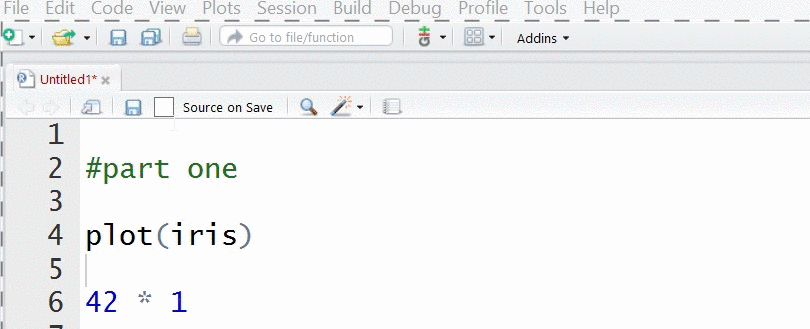 File Edit Code View Plots Session Build Debug Profile Tools Help
Go to file/function Addins
Untitled1*
Source on Save
1
2 #part one
3
4 plot(iris)
5
6 42 * 1